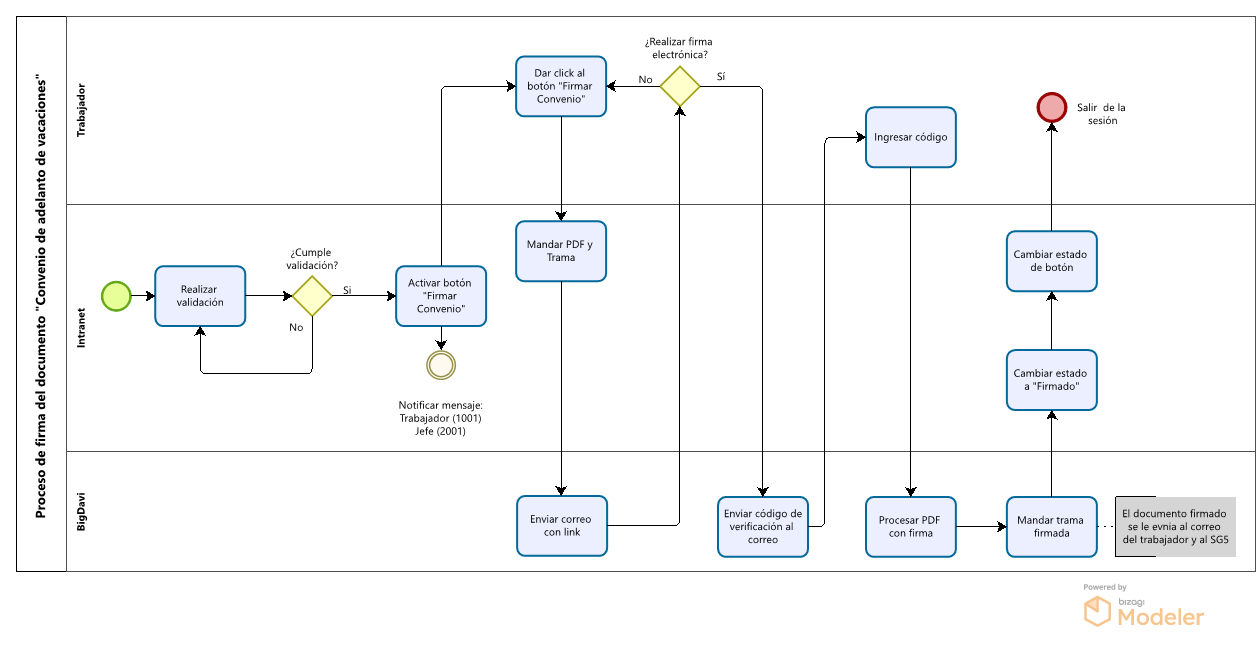 Proceso de firma del documento "Convenio de adelanto de vacaciones"
Trabajador
¿Realizar firma
electrónica?
Dar click al
botón "Firmar
Convenio"
No
Sí
Ingresar código
Salir de la
sesión
Intranet
¿Cumple
validación?
Realizar
validación
Si
No
Activar botón
"Firmar
Convenio"
Notificar mensaje:
Trabajador (1001)
Jefe (2001)
Mandar PDF y
Trama
Cambiar estado
de botón
Cambiar estado
a "Firmado"
BigDavi
Enviar correo
con link
Enviar código de
verificación al
correo
Procesar PDF
con firma
Mandar trama
firmada
El documento firmado
se le evnia al correo
del trabajador y al SG5
Powered by
bizagi
Modeler